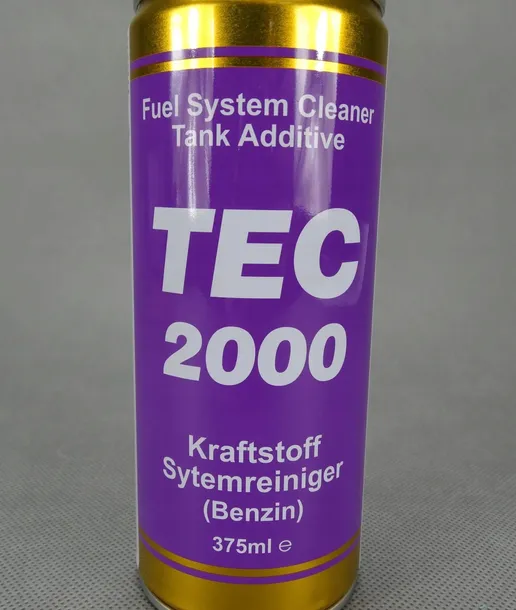 Fuel System Cleaner
Tank Additive
TEC
2000
Kraftstoff
Sytemreiniger
(Benzin)
375ml ℮